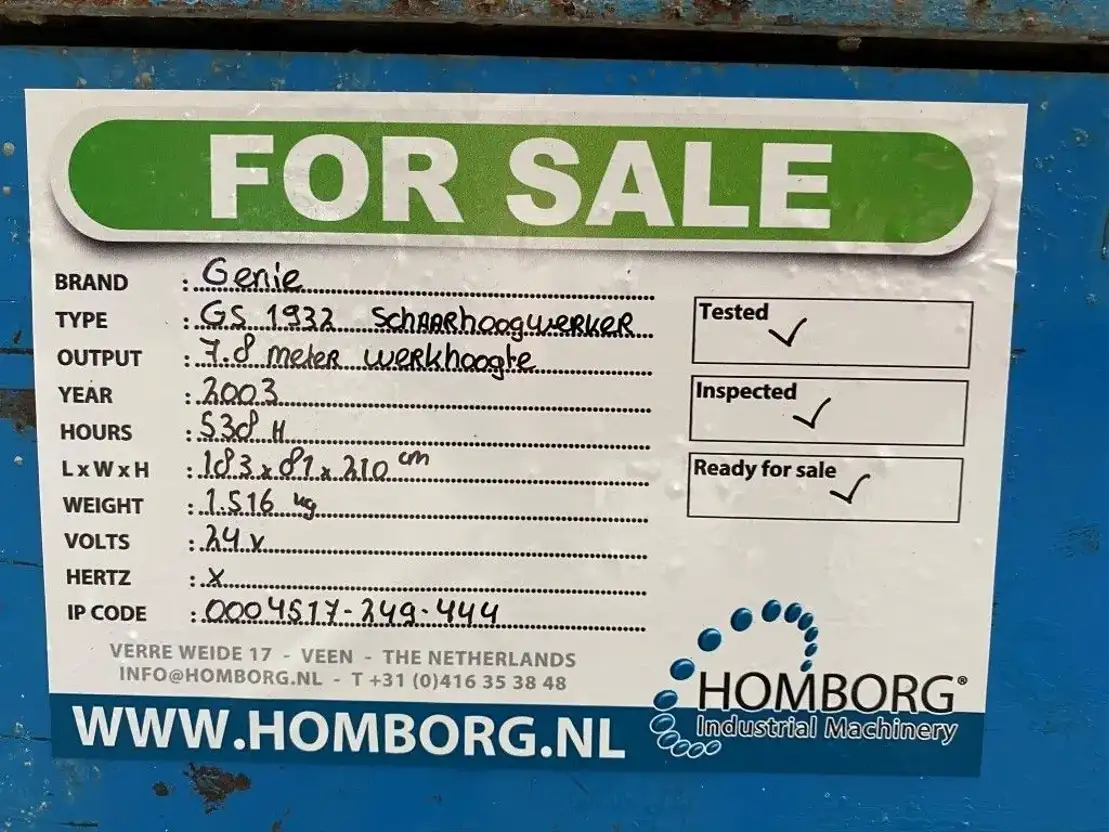 FOR SALE
BRAND : Genie
TYPE : GS 1932 SCHAARhoogwERKER
OUTPUT : 7.8 meter werkhoogte
YEAR : 2003
HOURS : 538 H
L x W x H : 183 x 81 x 210 cm
WEIGHT : 1.516 kg
VOLTS : 24 v
HERTZ : X
IP CODE : 0004517-249-444
Tested ✓
Inspected ✓
Ready for sale ✓
VERRE WEIDE 17 - VEEN - THE NETHERLANDS
INFO@HOMBORG.NL - T +31 (0)416 35 38 48
WWW.HOMBORG.NL
HOMBORG®
Industrial Machinery